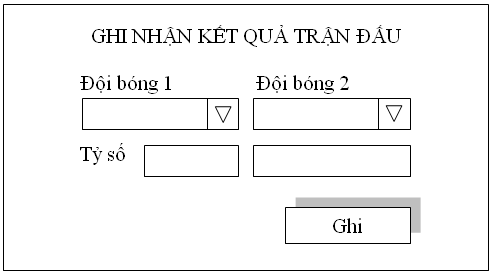 GHI NHẬN KẾT QUẢ TRẬN ĐẤU
Đội bóng 1 Đội bóng 2
Tỷ số
Ghi